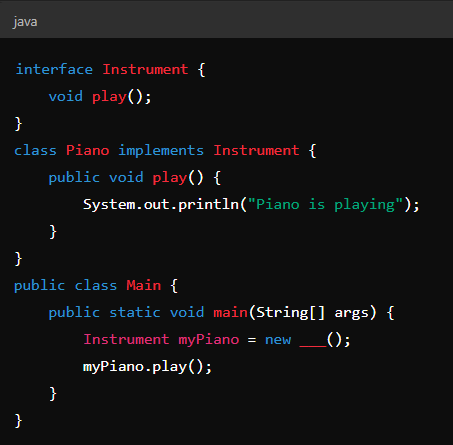 java
interface Instrument {
    void play();
}
class Piano implements Instrument {
    public void play() {
        System.out.println("Piano is playing");
    }
}
public class Main {
    public static void main(String[] args) {
        Instrument myPiano = new ___();
        myPiano.play();
    }
}